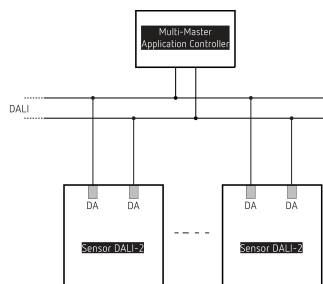 Multi-Master
Application Controller
DALI
DA
DA
DA
DA
Sensor DALI-2
Sensor DALI-2